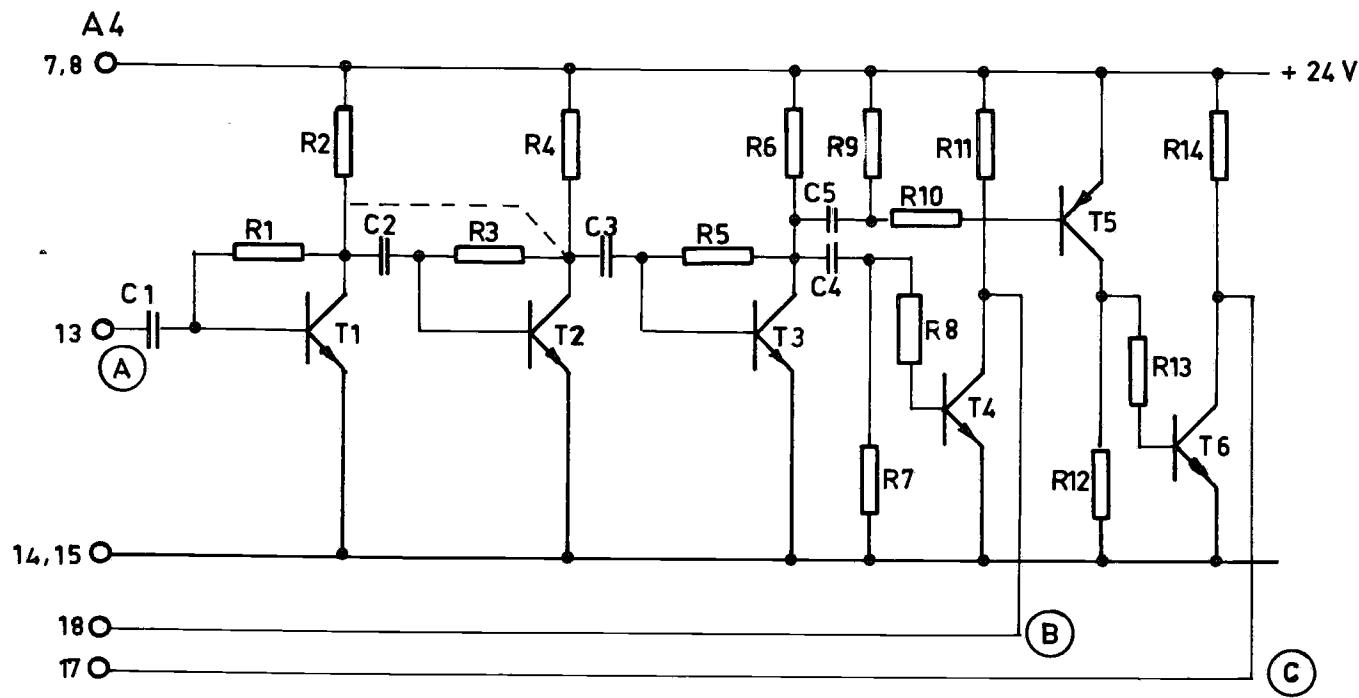 A4
7,8
+ 24 V
R2
R4
R6
R9
R11
R14
R1
C2
R3
C3
R5
C5
R10
T5
C4
C1
13
T1
T2
T3
R8
R13
A
T4
T6
R7
R12
14,15
18
B
17
C